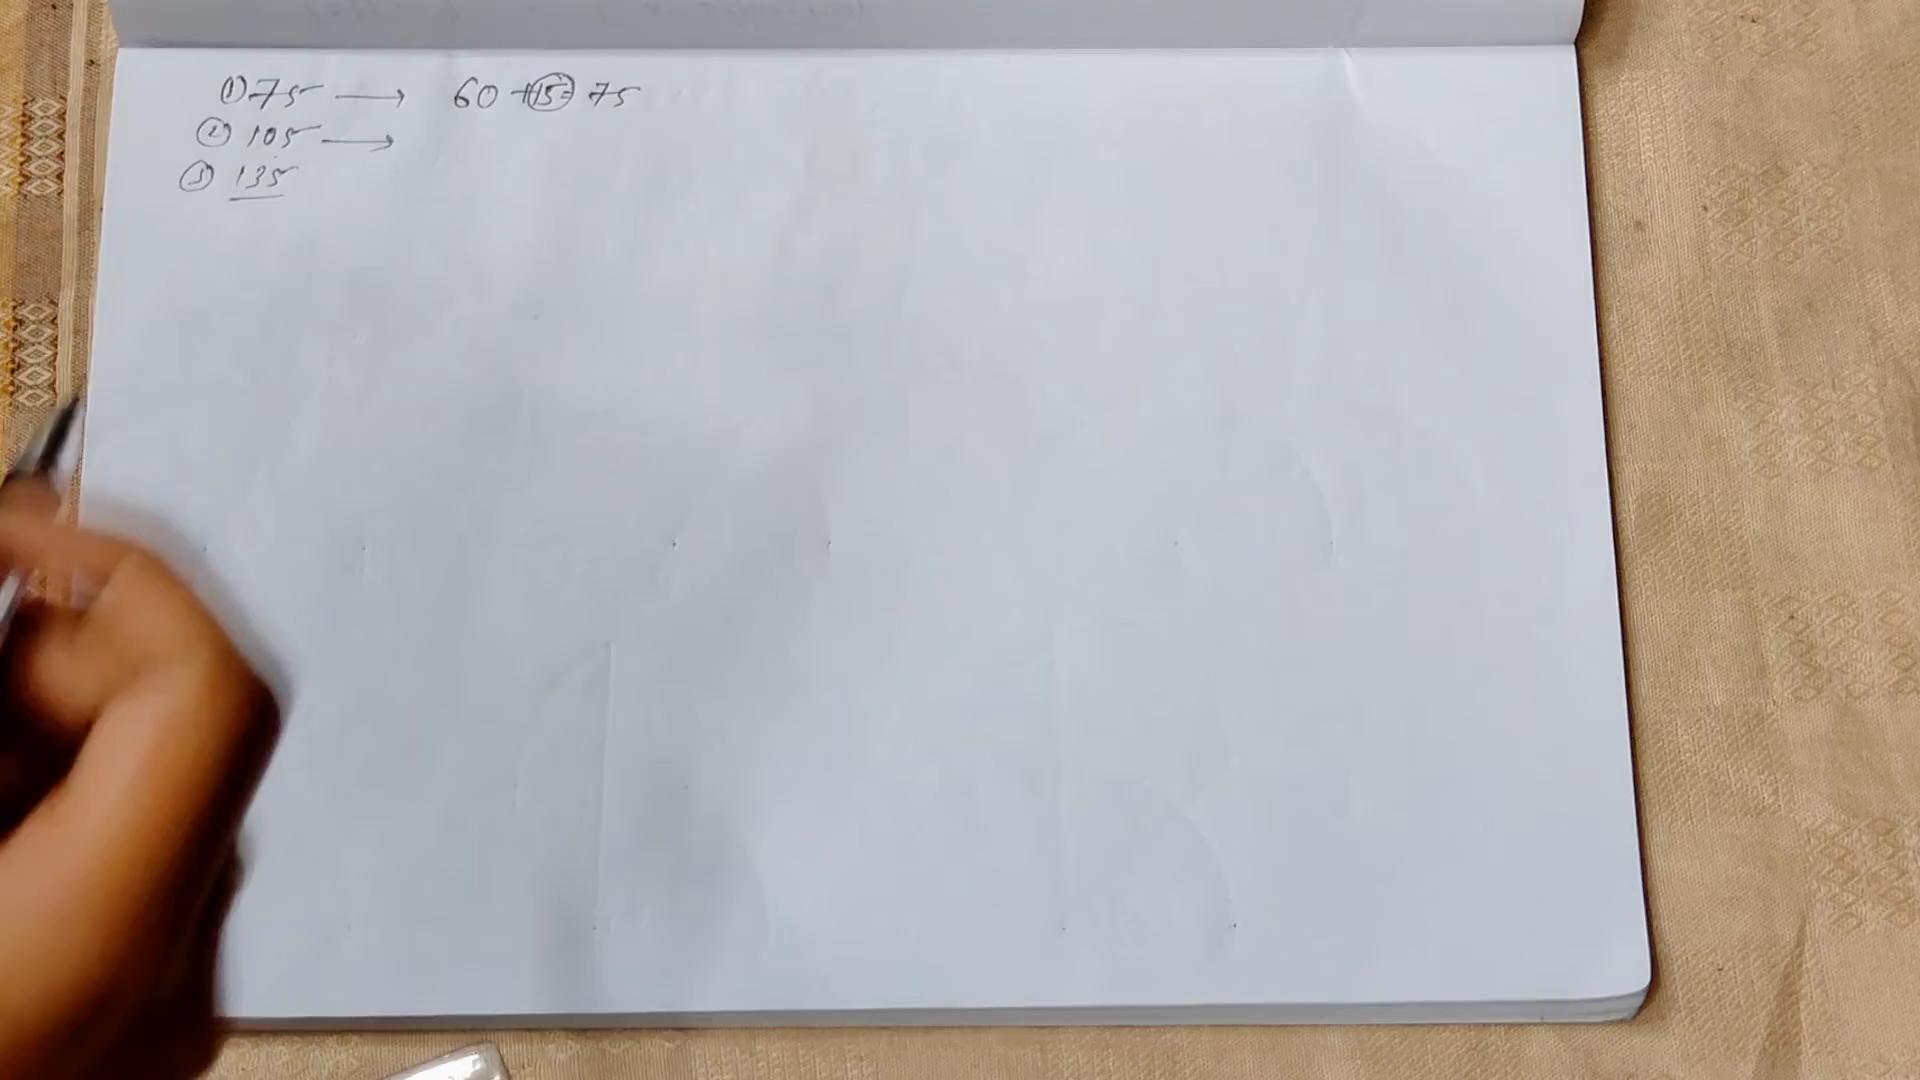 ① 75 → 60 + 15 = 75
② 105 →
③ 135